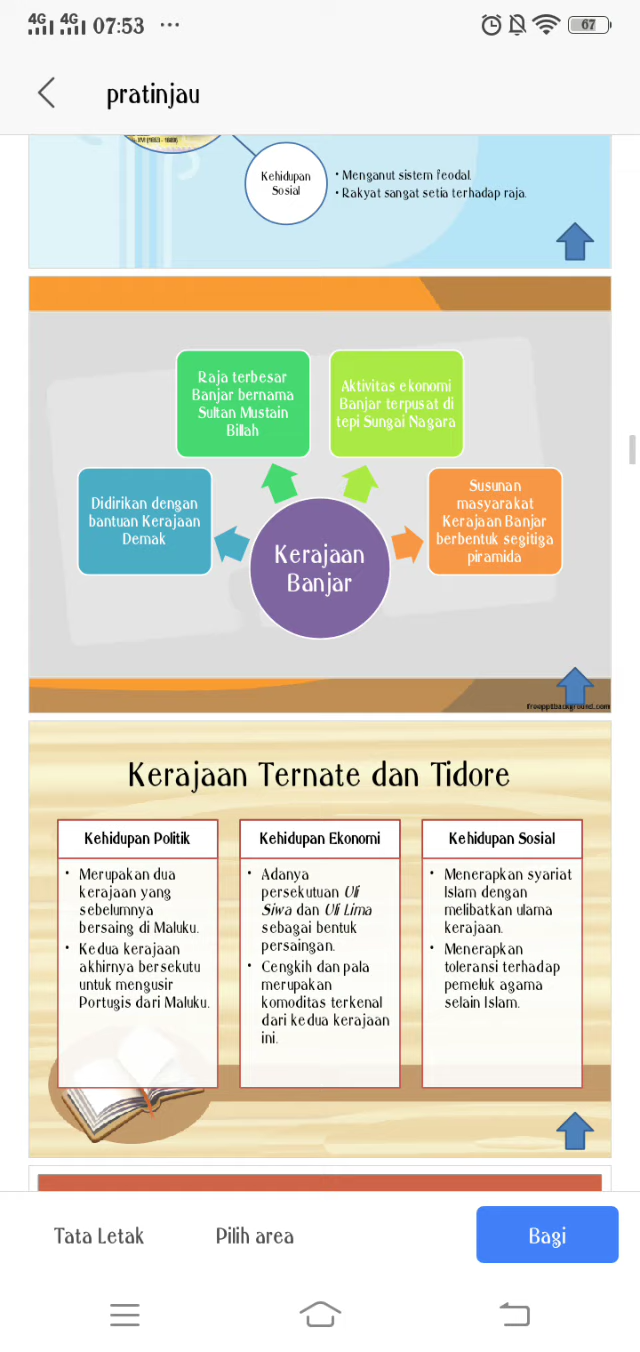 4G 4G 07:53 ...
67
pratinjau
Kehidupan
Sosial
• Menganut sistem feodal
• Rakyat sangat setia terhadap raja.
Raja terbesar
Banjar bernama
Sultan Mustain
Billah
Aktivitas ekonomi
Banjar terpusat di
tepi Sungai Nagara
Didirikan dengan
bantuan Kerajaan
Demak
Susunan
masyarakat
Kerajaan Banjar
berbentuk segitiga
piramida
Kerajaan
Banjar
freepptbackground.com
Kerajaan Ternate dan Tidore
Kehidupan Politik
• Merupakan dua
kerajaan yang
sebelumnya
bersaing di Maluku.
• Kedua kerajaan
akhirnya bersekutu
untuk mengusir
Portugis dari Maluku.
Kehidupan Ekonomi
• Adanya
persekutuan Uli
Siwa dan Uli Lima
sebagai bentuk
persaingan.
• Cengkih dan pala
merupakan
komoditas terkenal
dari kedua kerajaan
ini.
Kehidupan Sosial
• Menerapkan syariat
Islam dengan
melibatkan ulama
kerajaan.
• Menerapkan
toleransi terhadap
pemeluk agama
selain Islam.
Tata Letak
Pilih area
Bagi